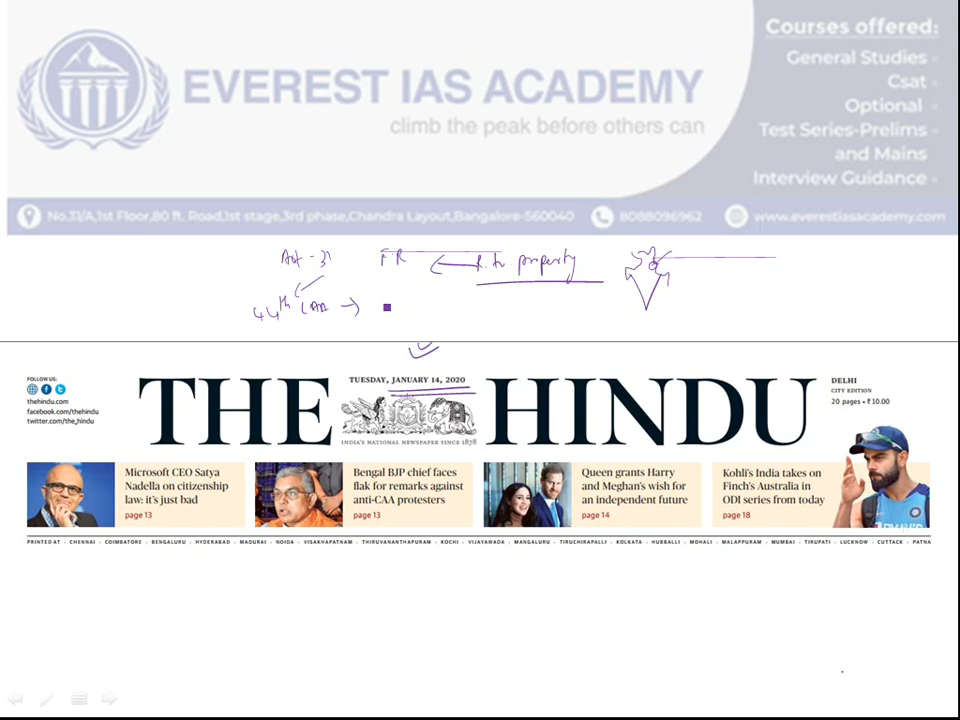 Courses offered:
General Studies
Csat
Optional
Test Series-Prelims
and Mains
Interview Guidance
EVEREST IAS ACADEMY
climb the peak before others can
No.31/A,1st Floor,80 ft. Road,1st stage,3rd phase,Chandra Layout,Bangalore-560040
8088096962
www.everestiasacademy.com
Art - 31 FR R. to property
44th CAA →
FOLLOW US:
thehindu.com
facebook.com/thehindu
twitter.com/the_hindu
TUESDAY, JANUARY 14, 2020
THE HINDU
INDIA'S NATIONAL NEWSPAPER SINCE 1878
DELHI
CITY EDITION
20 pages • ₹10.00
Microsoft CEO Satya
Nadella on citizenship
law: it's just bad
page 13
Bengal BJP chief faces
flak for remarks against
anti-CAA protesters
page 13
Queen grants Harry
and Meghan's wish for
an independent future
page 14
Kohli's India takes on
Finch's Australia in
ODI series from today
page 18
PRINTED AT • CHENNAI • COIMBATORE • BENGALURU • HYDERABAD • MADURAI • NOIDA • VISAKHAPATNAM • THIRUVANANTHAPURAM • KOCHI • VIJAYAWADA • MANGALURU • TIRUCHIRAPALLI • KOLKATA • HUBBALLI • MOHALI • MALAPPURAM • MUMBAI • TIRUPATI • LUCKNOW • CUTTACK • PATNA